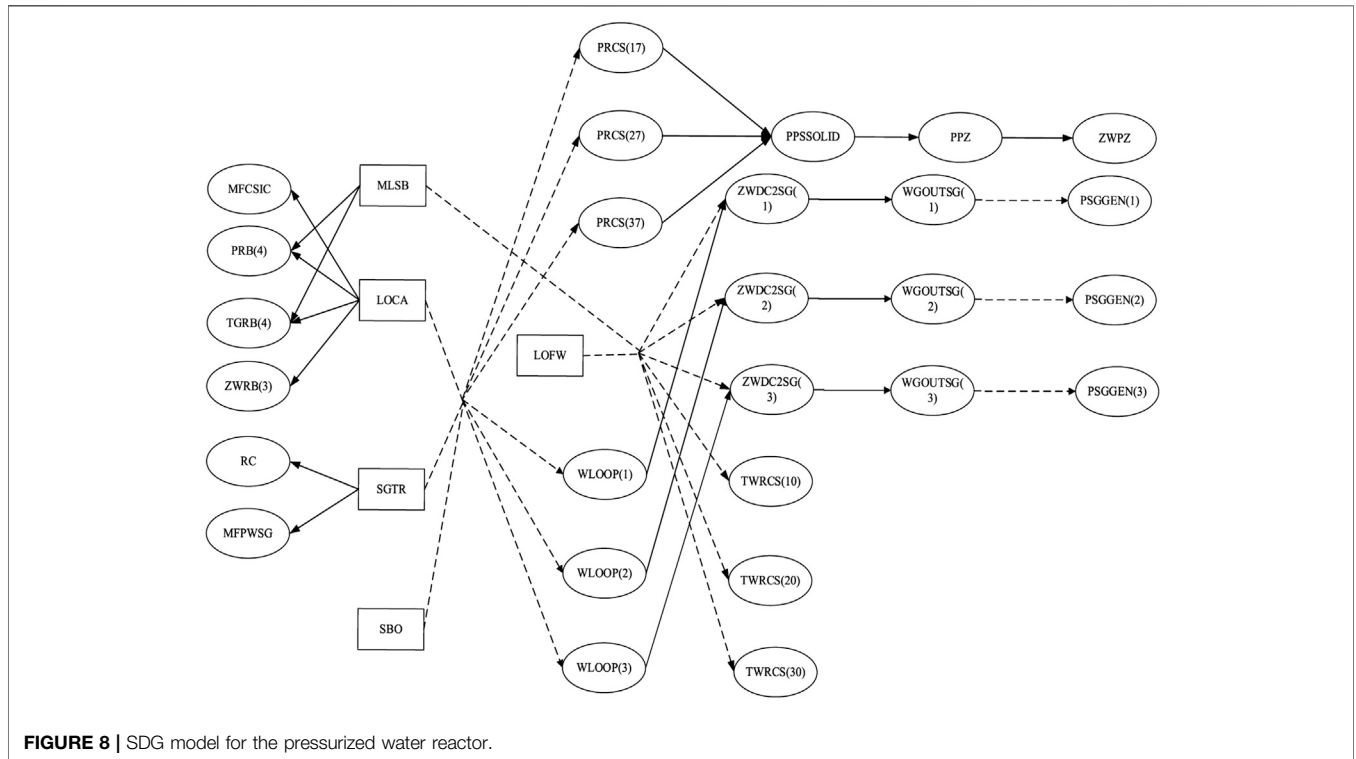 PRCS(17)
PRCS(27)
PPSSOLID
PPZ
ZWPZ
MFCSIC
MLSB
PRCS(37)
ZWDC2SG(
1)
WGOUTSG(
1)
PSGGEN(1)
PRB(4)
LOCA
ZWDC2SG(
2)
WGOUTSG(
2)
PSGGEN(2)
TGRB(4)
LOFW
ZWRB(3)
ZWDC2SG(
3)
WGOUTSG(
3)
PSGGEN(3)
RC
SGTR
WLOOP(1)
TWRCS(10)
MFPWSG
WLOOP(2)
TWRCS(20)
SBO
WLOOP(3)
TWRCS(30)
FIGURE 8 | SDG model for the pressurized water reactor.